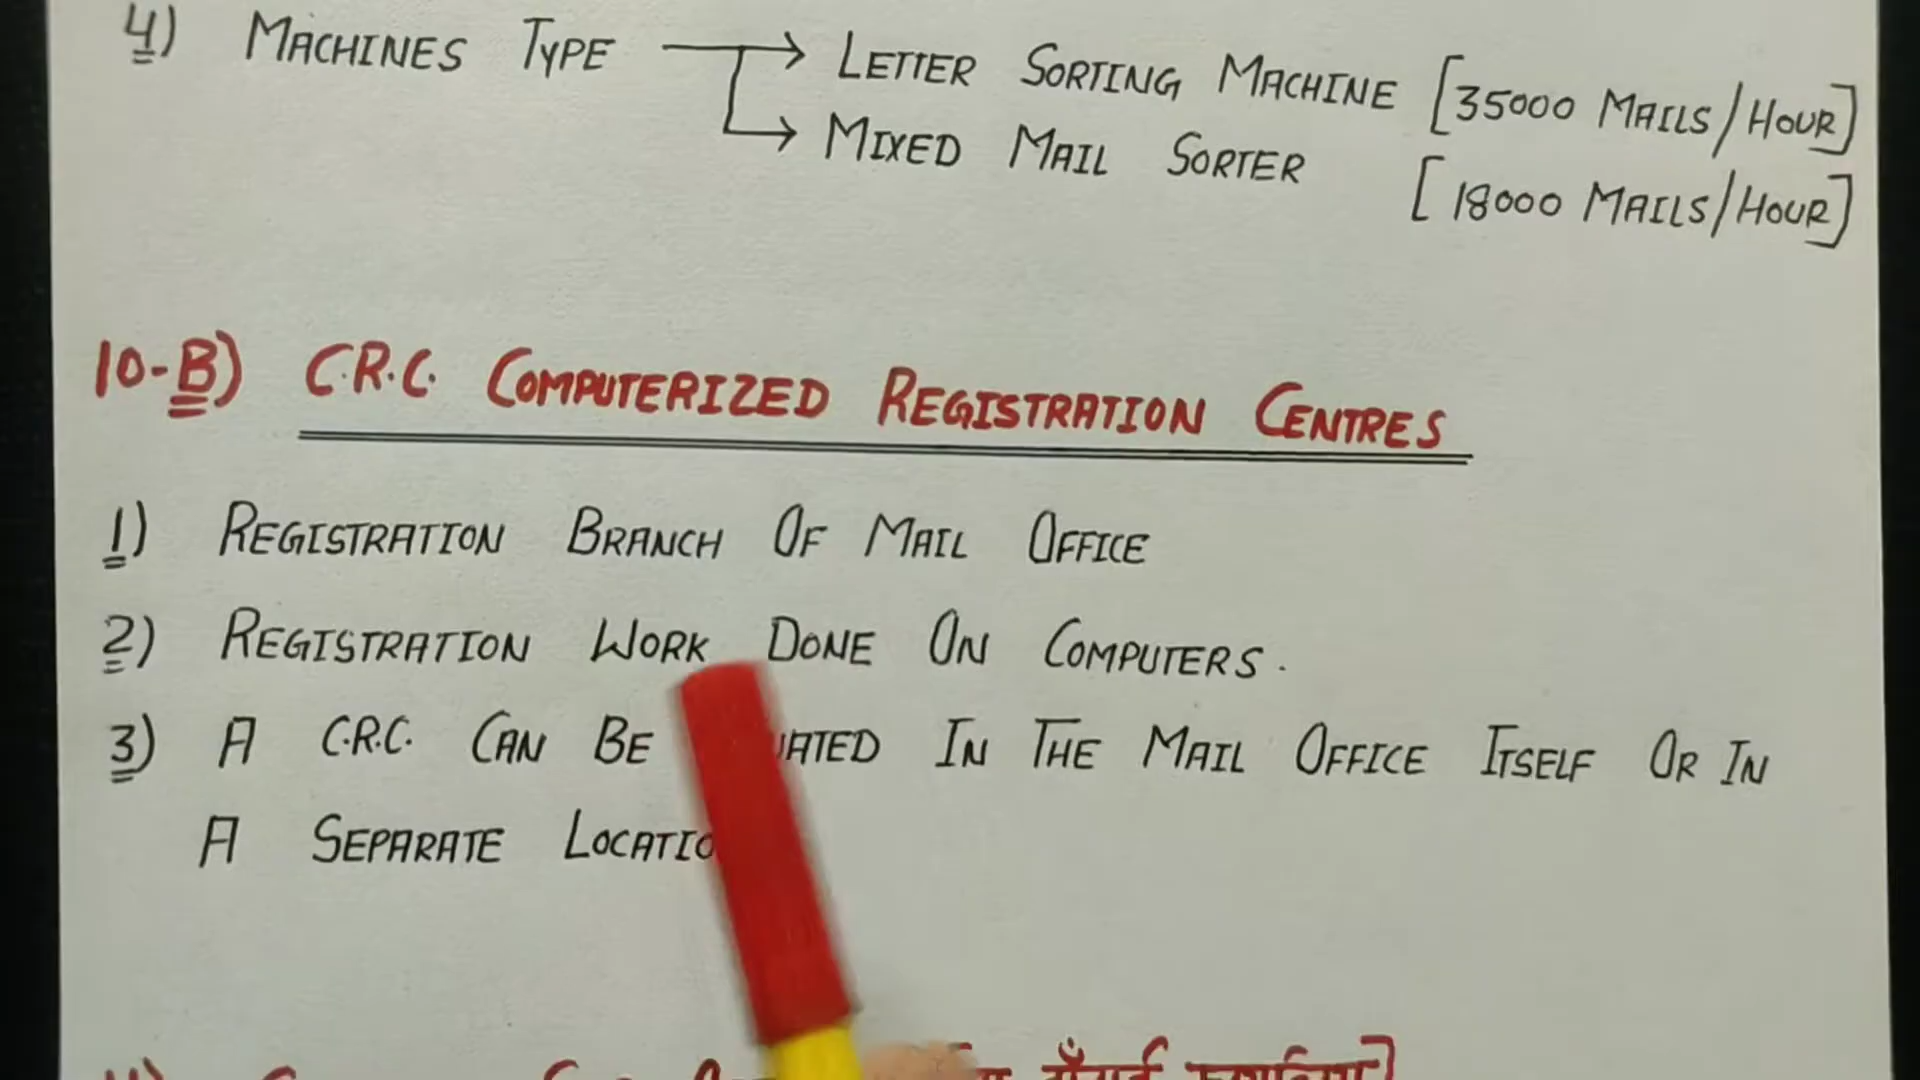 4) MACHINES TYPE → LETTER SORTING MACHINE [35000 MAILS/HOUR]
→ MIXED MAIL SORTER [18000 MAILS/HOUR]
10-B) C.R.C. COMPUTERIZED REGISTRATION CENTRES
1) REGISTRATION BRANCH OF MAIL OFFICE
2) REGISTRATION WORK DONE ON COMPUTERS.
3) A C.R.C. CAN BE IN THE MAIL OFFICE ITSELF OR IN
A SEPARATE